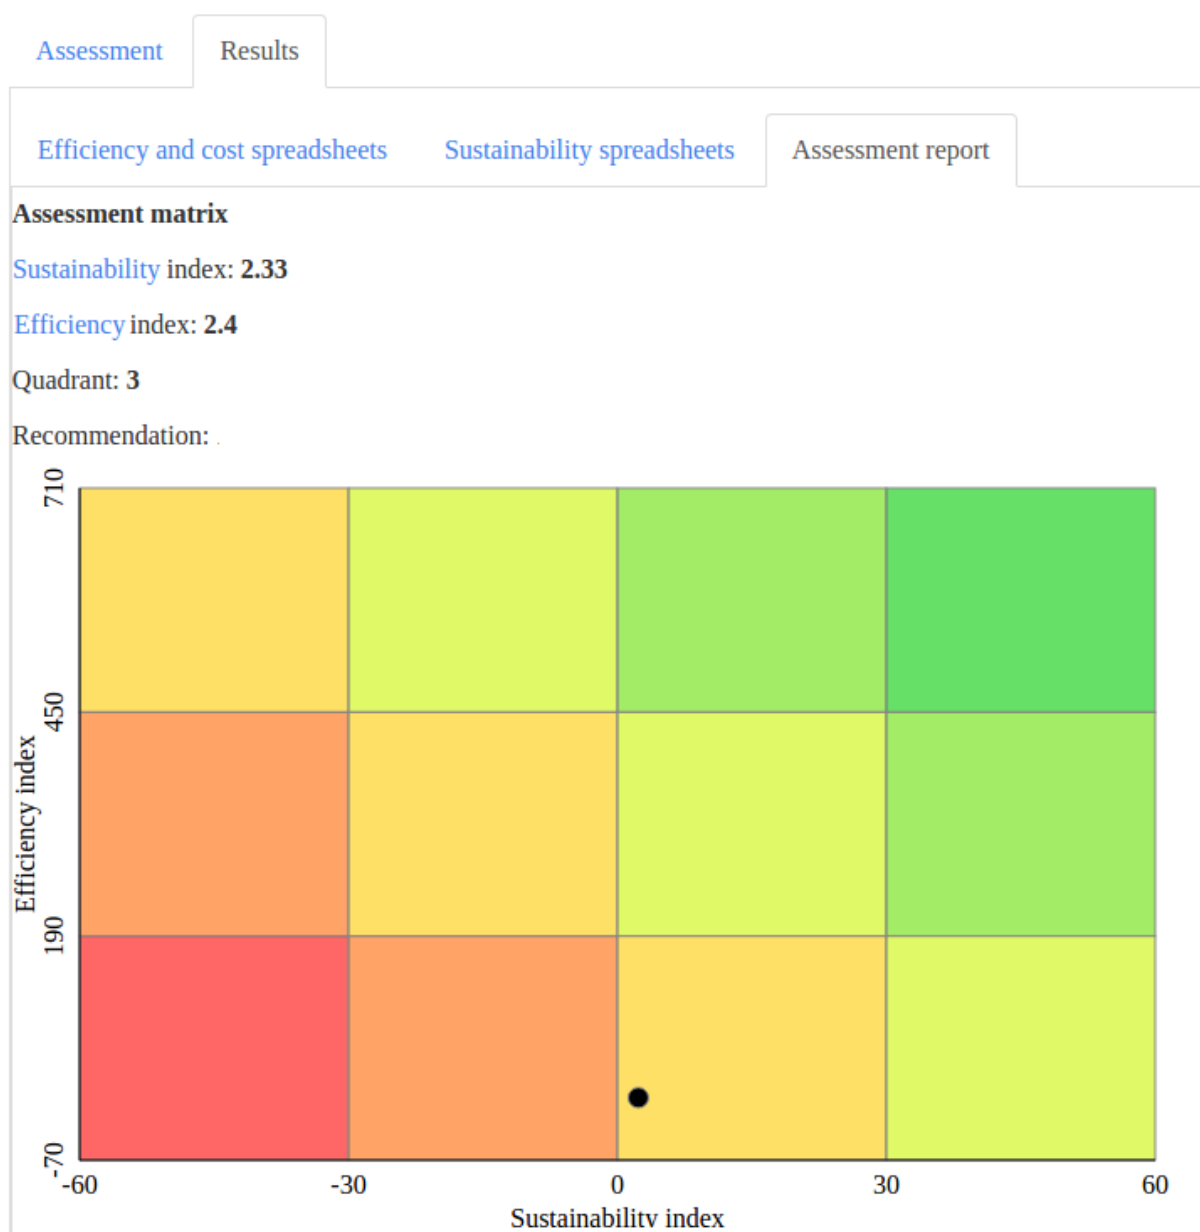 Assessment Results
Efficiency and cost spreadsheets Sustainability spreadsheets Assessment report
Assessment matrix
Sustainability index: 2.33
Efficiency index: 2.4
Quadrant: 3
Recommendation: .
710
450
190
-70
Efficiency index
-60 -30 0 30 60
Sustainability index